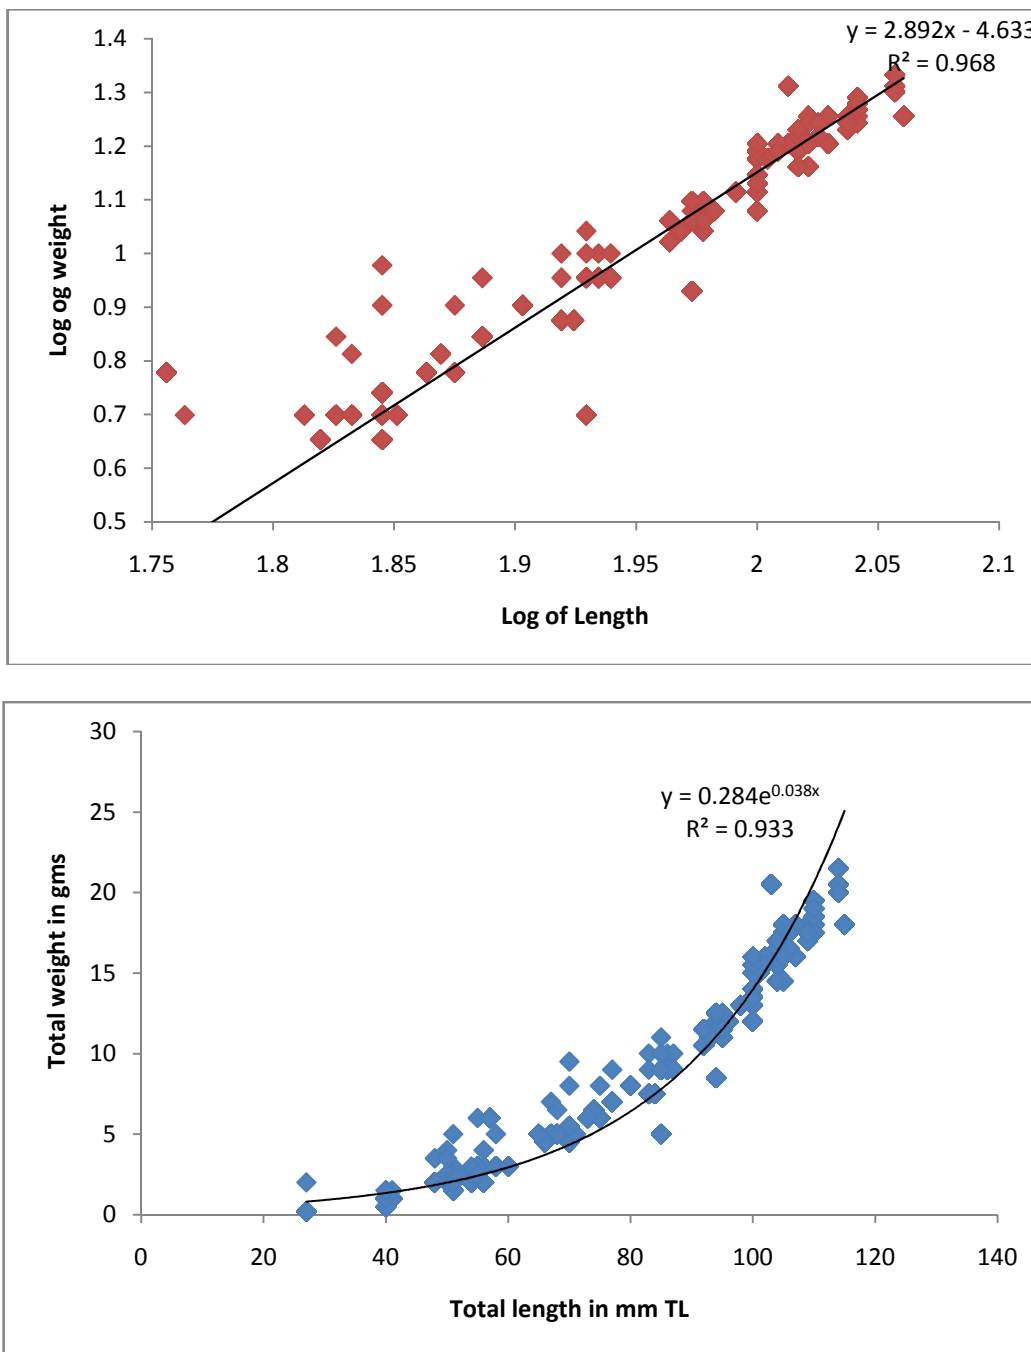 y = 2.892x - 4.633
R² = 0.968
1.4
1.3
1.2
1.1
1
0.9
0.8
0.7
0.6
0.5
1.75 1.8 1.85 1.9 1.95 2 2.05 2.1
Log og weight
Log of Length
y = 0.284e^0.038x
R² = 0.933
30
25
20
15
10
5
0
0 20 40 60 80 100 120 140
Total weight in gms
Total length in mm TL